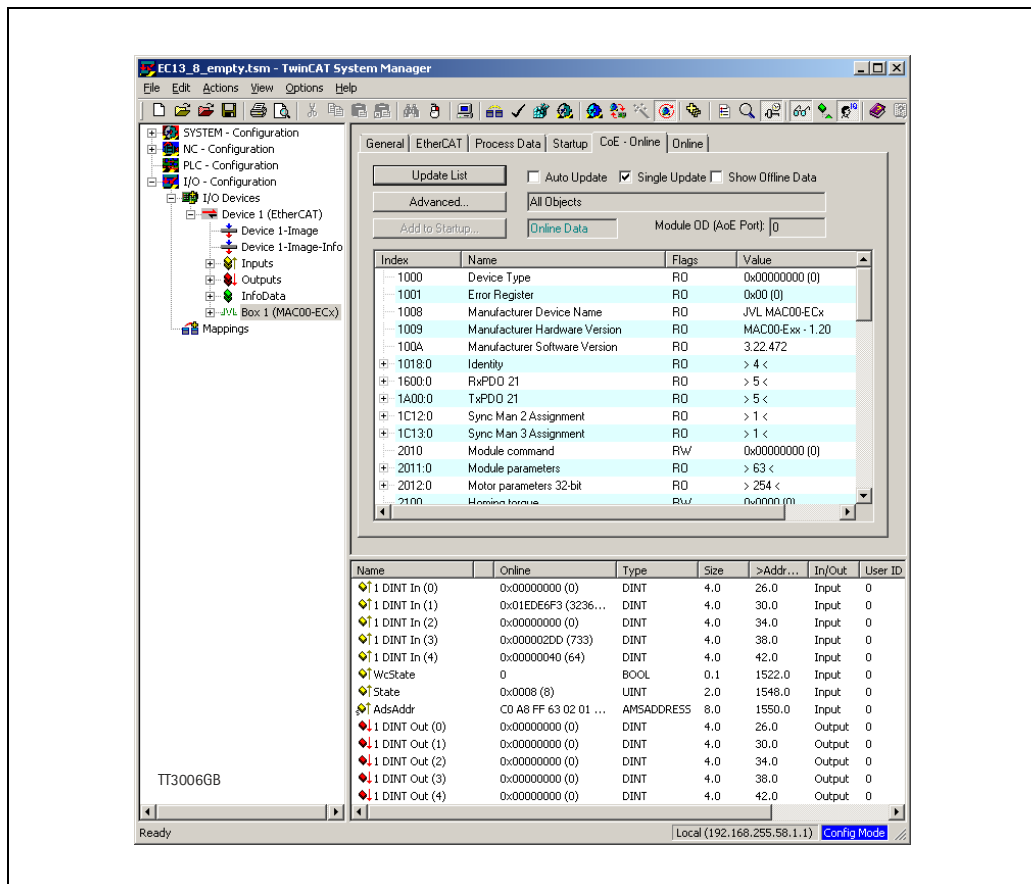 EC13_8_empty.tsm - TwinCAT System Manager
File Edit Actions View Options Help
SYSTEM - Configuration
NC - Configuration
PLC - Configuration
I/O - Configuration
I/O Devices
Device 1 (EtherCAT)
Device 1-Image
Device 1-Image-Info
Inputs
Outputs
InfoData
JVL Box 1 (MAC00-ECx)
Mappings
TT3006GB
General EtherCAT Process Data Startup CoE - Online Online
Update List Auto Update Single Update Show Offline Data
Advanced... All Objects
Add to Startup... Online Data Module OD (AoE Port): 0
Index Name Flags Value
1000 Device Type RO 0x00000000 (0)
1001 Error Register RO 0x00 (0)
1008 Manufacturer Device Name RO JVL MAC00-ECx
1009 Manufacturer Hardware Version RO MAC00-Exx - 1.20
100A Manufacturer Software Version RO 3.22.472
1018:0 Identity RO > 4 <
1600:0 RxPDO 21 RO > 5 <
1A00:0 TxPDO 21 RO > 5 <
1C12:0 Sync Man 2 Assignment RO > 1 <
1C13:0 Sync Man 3 Assignment RO > 1 <
2010 Module command RW 0x00000000 (0)
2011:0 Module parameters RO > 63 <
2012:0 Motor parameters 32-bit RO > 254 <
2100 Homing torque RW 0x0000 (0)
Name Online Type Size >Addr... In/Out User ID
1 DINT In (0) 0x00000000 (0) DINT 4.0 26.0 Input 0
1 DINT In (1) 0x01EDE6F3 (3236... DINT 4.0 30.0 Input 0
1 DINT In (2) 0x00000000 (0) DINT 4.0 34.0 Input 0
1 DINT In (3) 0x000002DD (733) DINT 4.0 38.0 Input 0
1 DINT In (4) 0x00000040 (64) DINT 4.0 42.0 Input 0
WcState 0 BOOL 0.1 1522.0 Input 0
State 0x0008 (8) UINT 2.0 1548.0 Input 0
AdsAddr C0 A8 FF 63 02 01 ... AMSADDRESS 8.0 1550.0 Input 0
1 DINT Out (0) 0x00000000 (0) DINT 4.0 26.0 Output 0
1 DINT Out (1) 0x00000000 (0) DINT 4.0 30.0 Output 0
1 DINT Out (2) 0x00000000 (0) DINT 4.0 34.0 Output 0
1 DINT Out (3) 0x00000000 (0) DINT 4.0 38.0 Output 0
1 DINT Out (4) 0x00000000 (0) DINT 4.0 42.0 Output 0
Ready Local (192.168.255.58.1.1) Config Mode